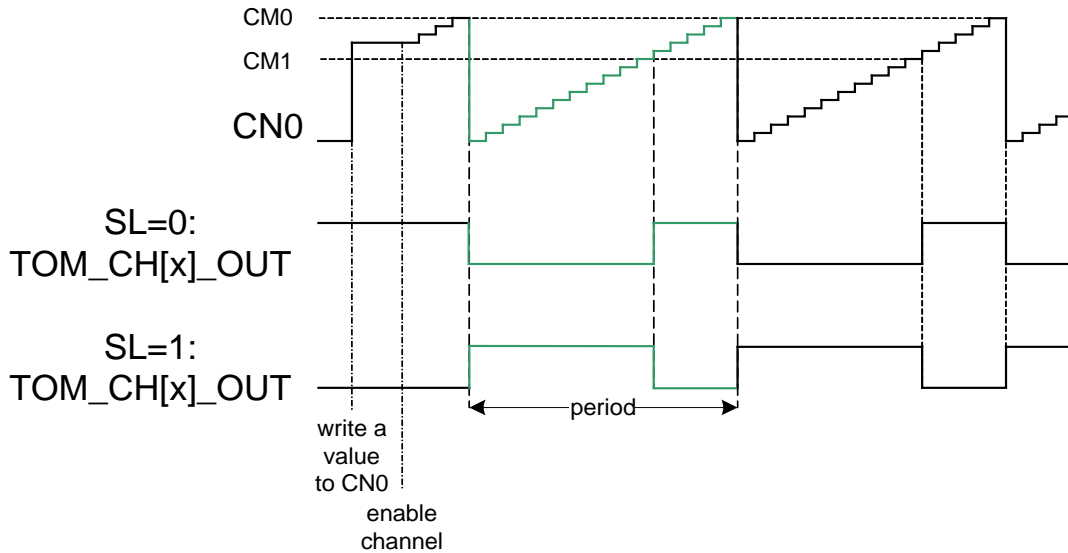 CM0
CM1
CN0
SL=0:
TOM_CH[x]_OUT
SL=1:
TOM_CH[x]_OUT
period
write a
value
to CN0
enable
channel